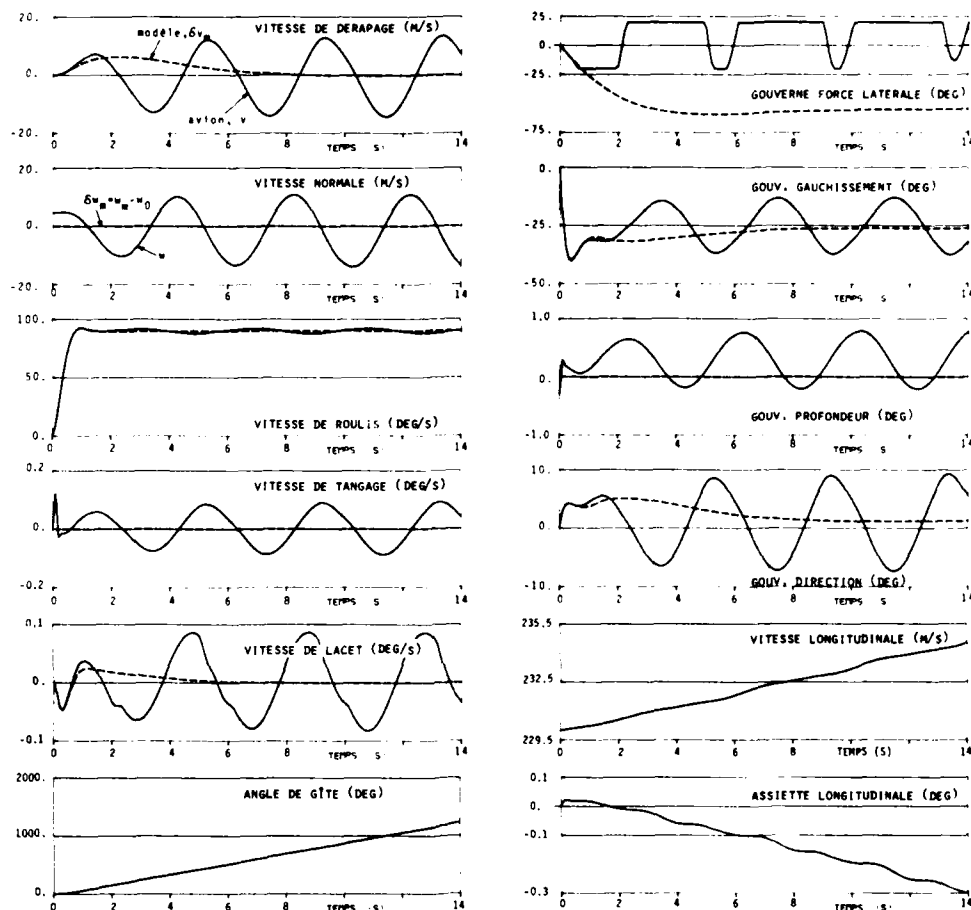 20.
VITESSE DE DERAPAGE (M/S)
modèle, δv_m
0.
avion, v
-20.
0 2 4 6 8 TEMPS S 14
20.
VITESSE NORMALE (M/S)
δw_m=w_m-w_0
0.
w
-20.
0 2 4 6 8 TEMPS S 14
100.
50.
VITESSE DE ROULIS (DEG/S)
0.
0 2 4 6 8 TEMPS S 14
0.2
VITESSE DE TANGAGE (DEG/S)
0.
-0.2
0 2 4 6 8 TEMPS S 14
0.1
VITESSE DE LACET (DEG/S)
0.
-0.1
0 2 4 6 8 TEMPS S 14
2000.
ANGLE DE GÎTE (DEG)
1000.
0.
0 2 4 6 8 TEMPS (S) 14
25.
0.
-25.
GOUVERNE FORCE LATERALE (DEG)
-75.
0 2 4 6 8 TEMPS S 14
0.
GOUV. GAUCHISSEMENT (DEG)
-25.
-50.
0 2 4 6 8 TEMPS S 14
1.0
0.
GOUV. PROFONDEUR (DEG)
-1.0
0 2 4 6 8 TEMPS S 14
10.
0.
GOUV. DIRECTION (DEG)
-10.
0 2 4 6 8 TEMPS S 14
235.5
VITESSE LONGITUDINALE (M/S)
232.5
229.5
0 2 4 6 8 TEMPS (S) 14
0.1
ASSIETTE LONGITUDINALE (DEG)
0.
-0.1
-0.3
0 2 4 6 8 TEMPS (S) 14